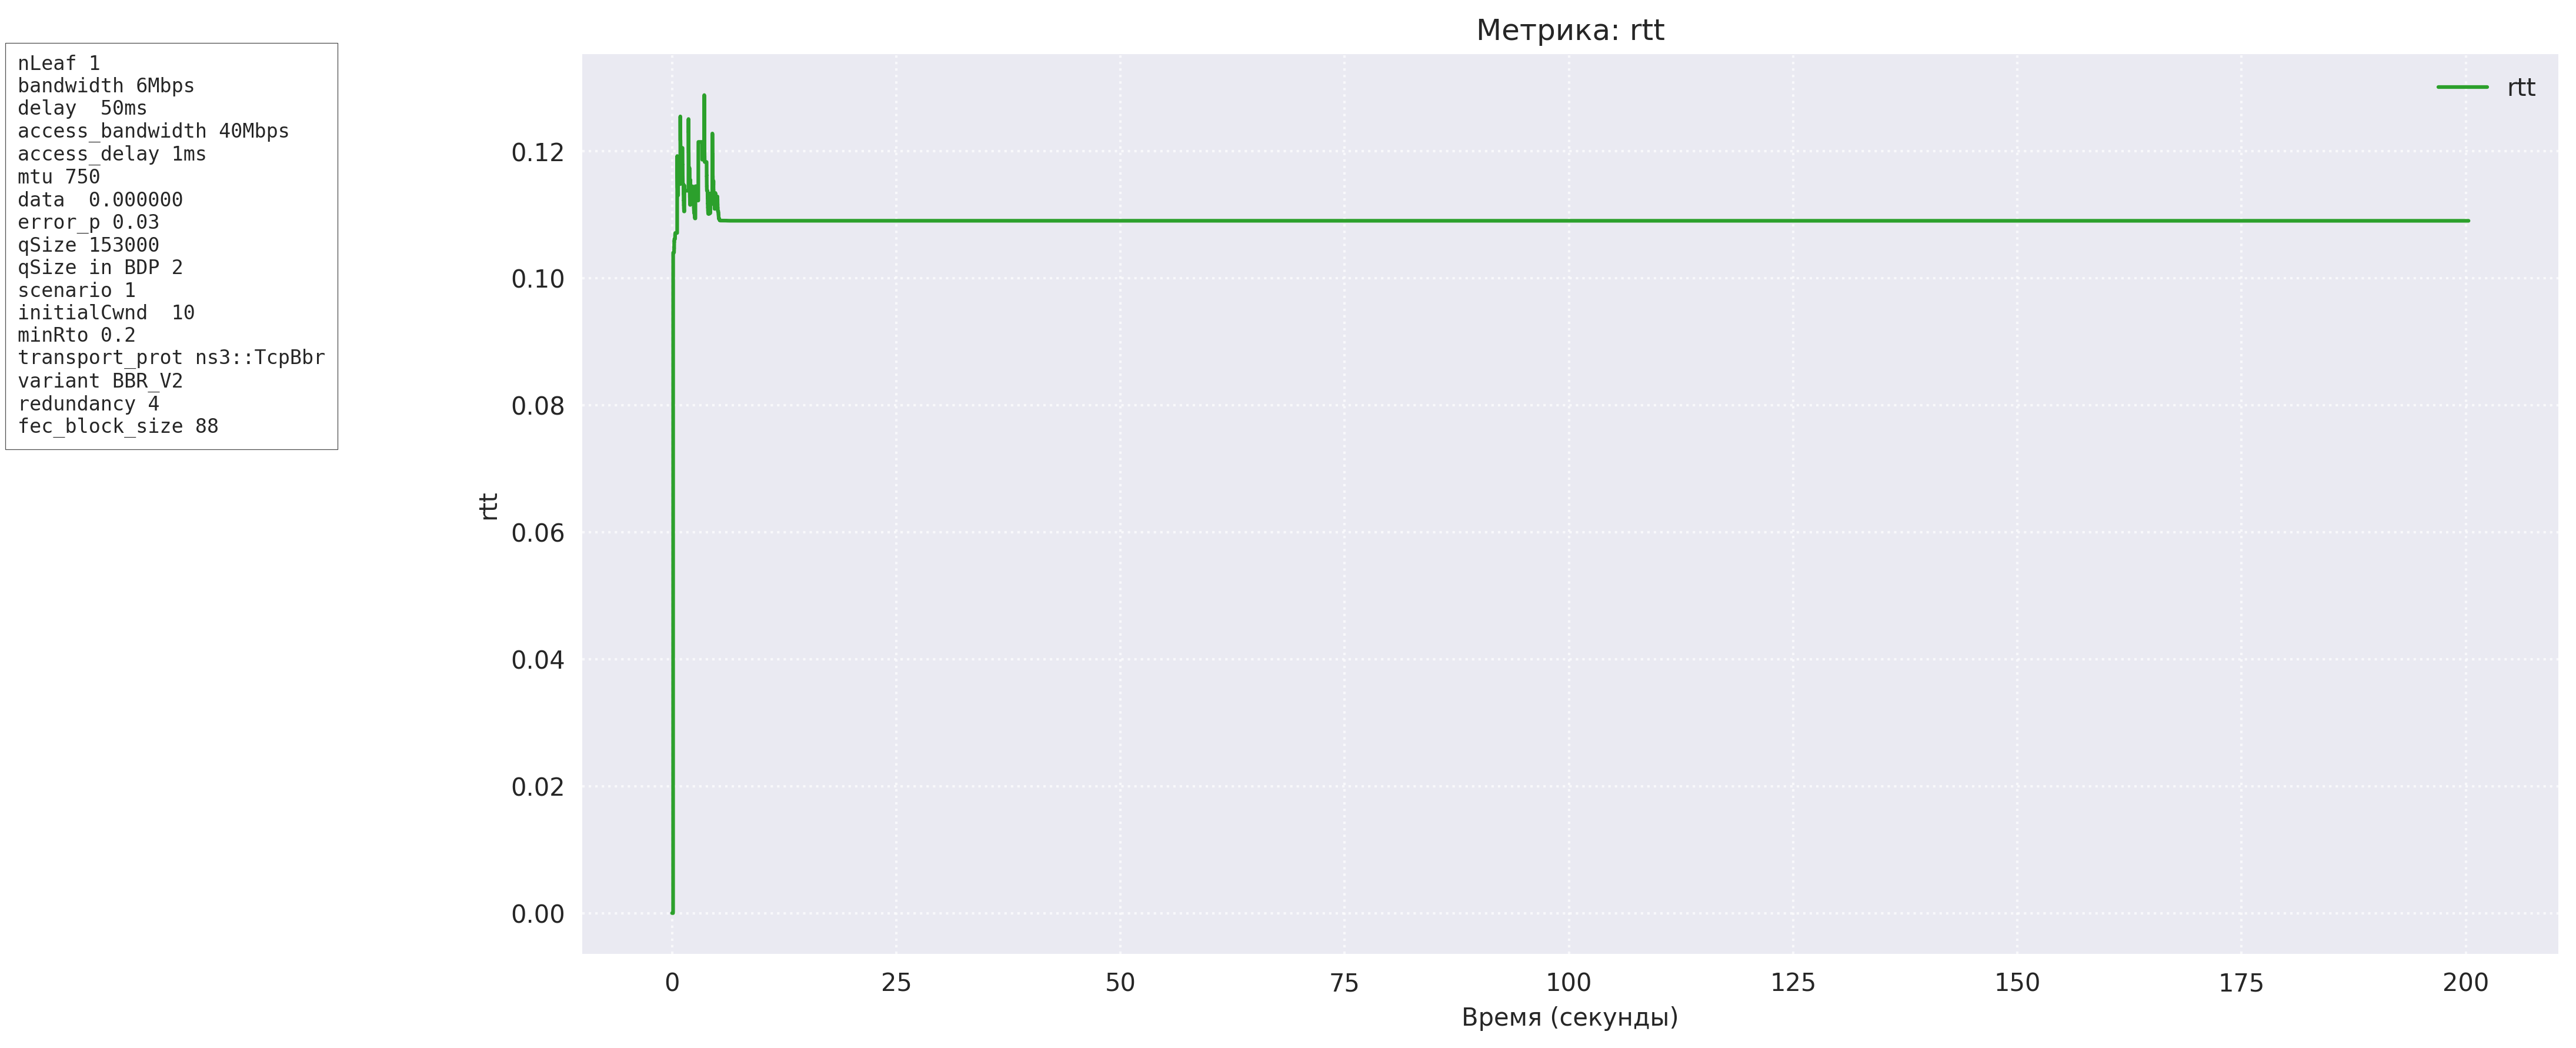 Метрика: rtt
nLeaf 1
bandwidth 6Mbps
delay  50ms
access_bandwidth 40Mbps
access_delay 1ms
mtu 750
data  0.000000
error_p 0.03
qSize 153000
qSize in BDP 2
scenario 1
initialCwnd  10
minRto 0.2
transport_prot ns3::TcpBbr
variant BBR_V2
redundancy 4
fec_block_size 88
rtt
rtt
0.12
0.10
0.08
0.06
0.04
0.02
0.00
0 25 50 75 100 125 150 175 200
Время (секунды)